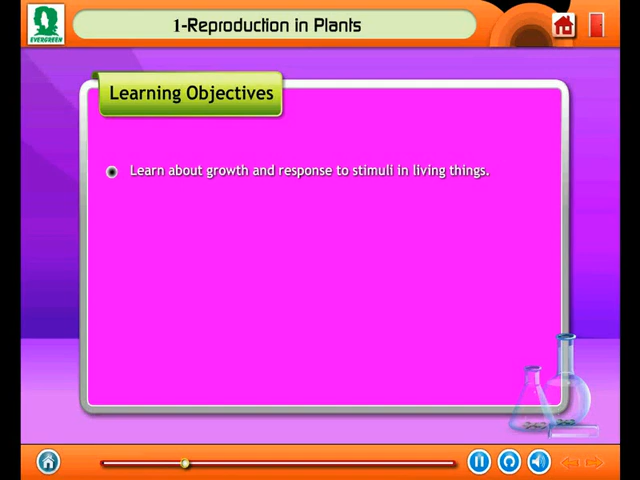 EVERGREEN
1-Reproduction in Plants
Learning Objectives
Learn about growth and response to stimuli in living things.